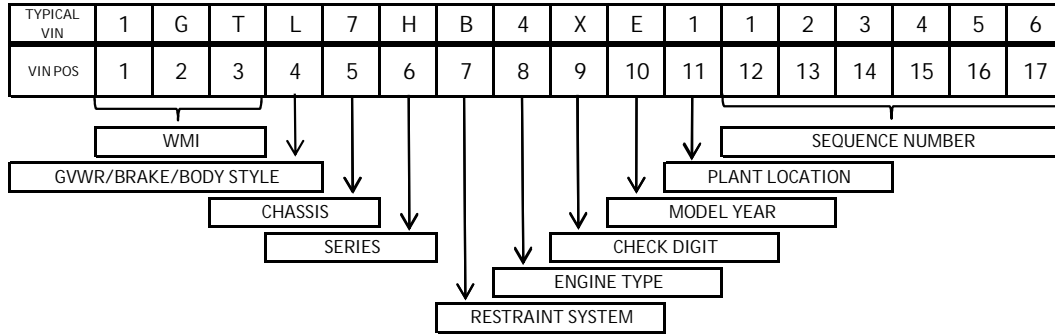 TYPICAL VIN 1 G T L 7 H B 4 X E 1 1 2 3 4 5 6
VIN POS 1 2 3 4 5 6 7 8 9 10 11 12 13 14 15 16 17
WMI SEQUENCE NUMBER
GVWR/BRAKE/BODY STYLE PLANT LOCATION
CHASSIS MODEL YEAR
SERIES CHECK DIGIT
ENGINE TYPE
RESTRAINT SYSTEM